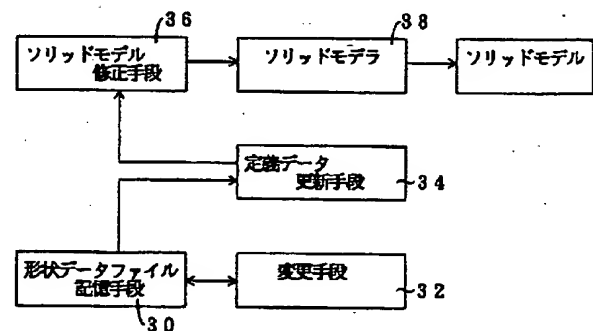 36
38
ソリッドモデル
修正手段
ソリッドモデラ
ソリッドモデル
定義データ
更新手段
34
形状データファイル
記憶手段
変更手段
32
30